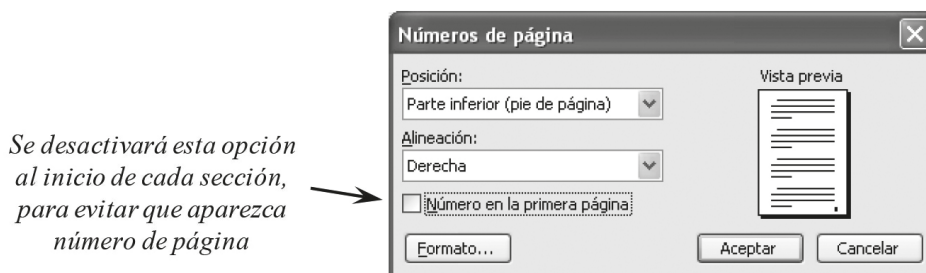 Números de página
Posición:
Vista previa
Parte inferior (pie de página)
Alineación:
Derecha
Número en la primera página
Formato...
Aceptar
Cancelar
Se desactivará esta opción
al inicio de cada sección,
para evitar que aparezca
número de página